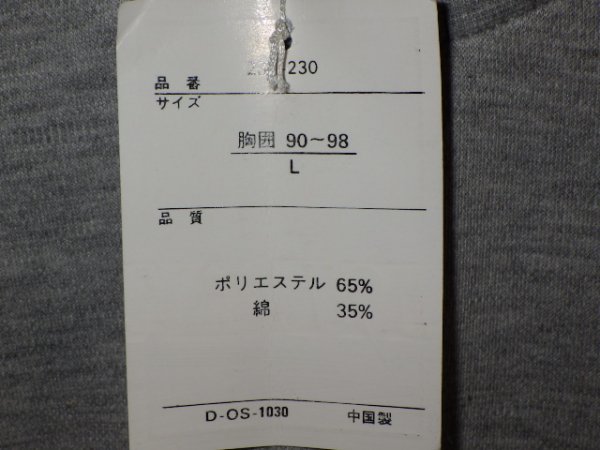 品番 230
サイズ
胸囲 90〜98
L
品質
ポリエステル 65%
綿 35%
D-OS-1030 中国製